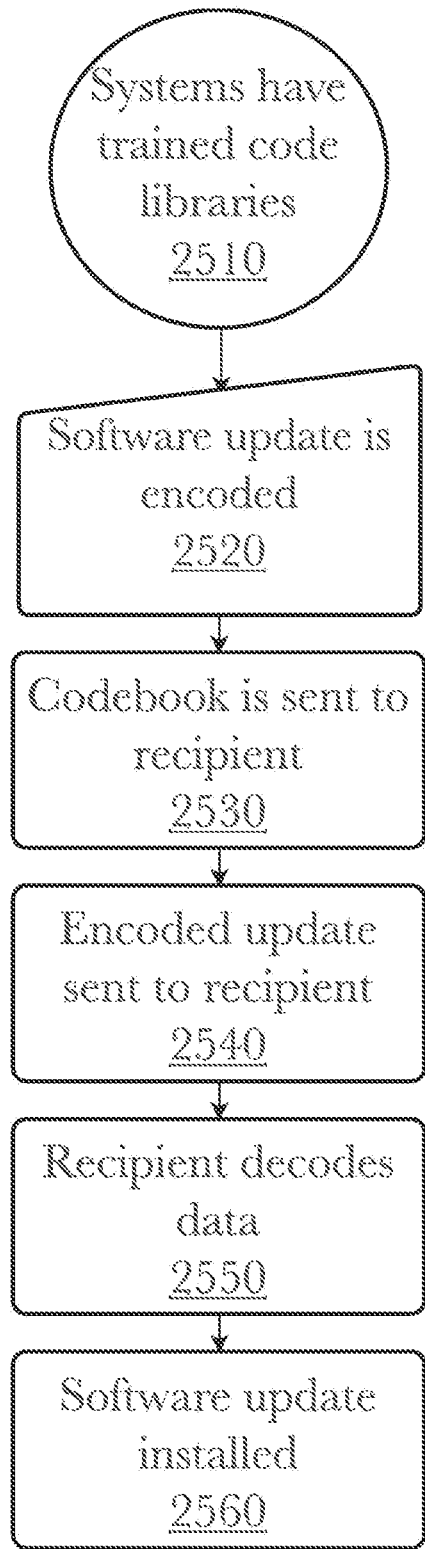 Systems have
trained code
libraries
2510
Software update is
encoded
2520
Codebook is sent to
recipient
2530
Encoded update
sent to recipient
2540
Recipient decodes
data
2550
Software update
installed
2560